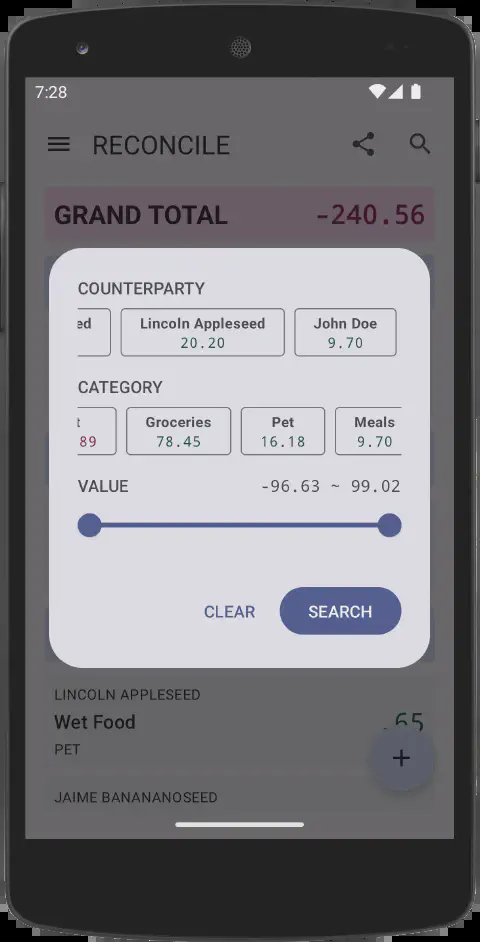 7:28
RECONCILE
GRAND TOTAL -240.56
COUNTERPARTY
ed Lincoln Appleseed John Doe
20.20 9.70
CATEGORY
t Groceries Pet Meals
89 78.45 16.18 9.70
VALUE -96.63 ~ 99.02
CLEAR SEARCH
LINCOLN APPLESEED
Wet Food .65
PET
+
JAIME BANANANOSEED